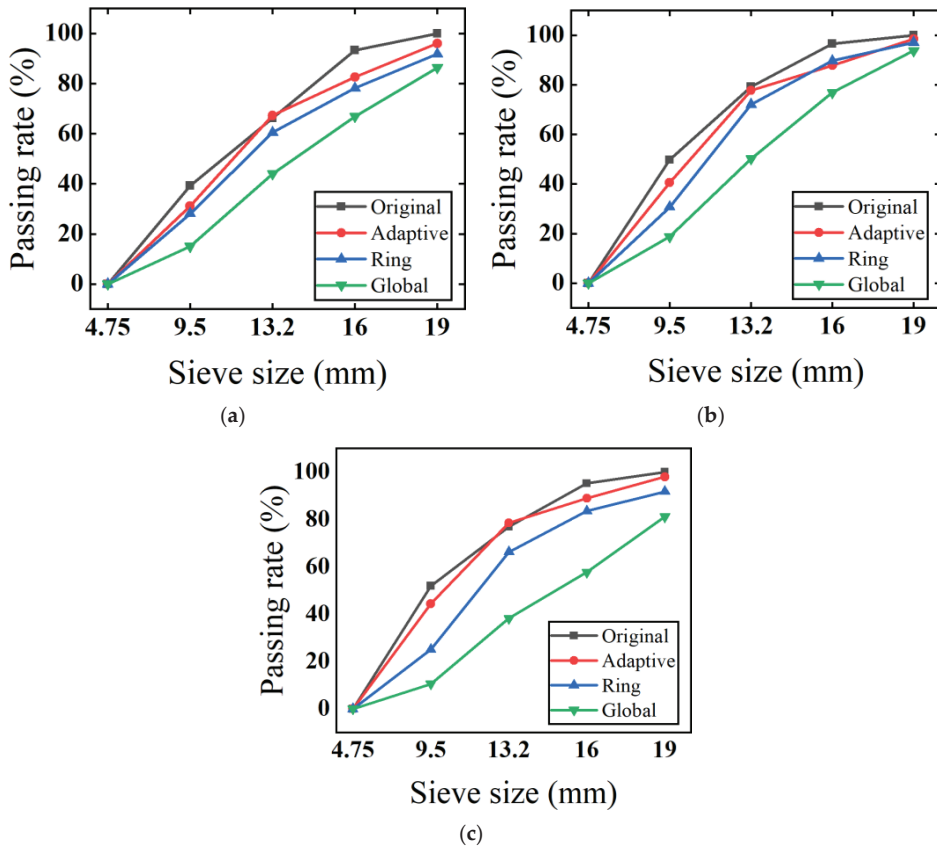 100
80
60
40
20
0
Passing rate (%)
Original
Adaptive
Ring
Global
4.75 9.5 13.2 16 19
Sieve size (mm)
(a)
100
80
60
40
20
0
Passing rate (%)
Original
Adaptive
Ring
Global
4.75 9.5 13.2 16 19
Sieve size (mm)
(b)
100
80
60
40
20
0
Passing rate (%)
Original
Adaptive
Ring
Global
4.75 9.5 13.2 16 19
Sieve size (mm)
(c)